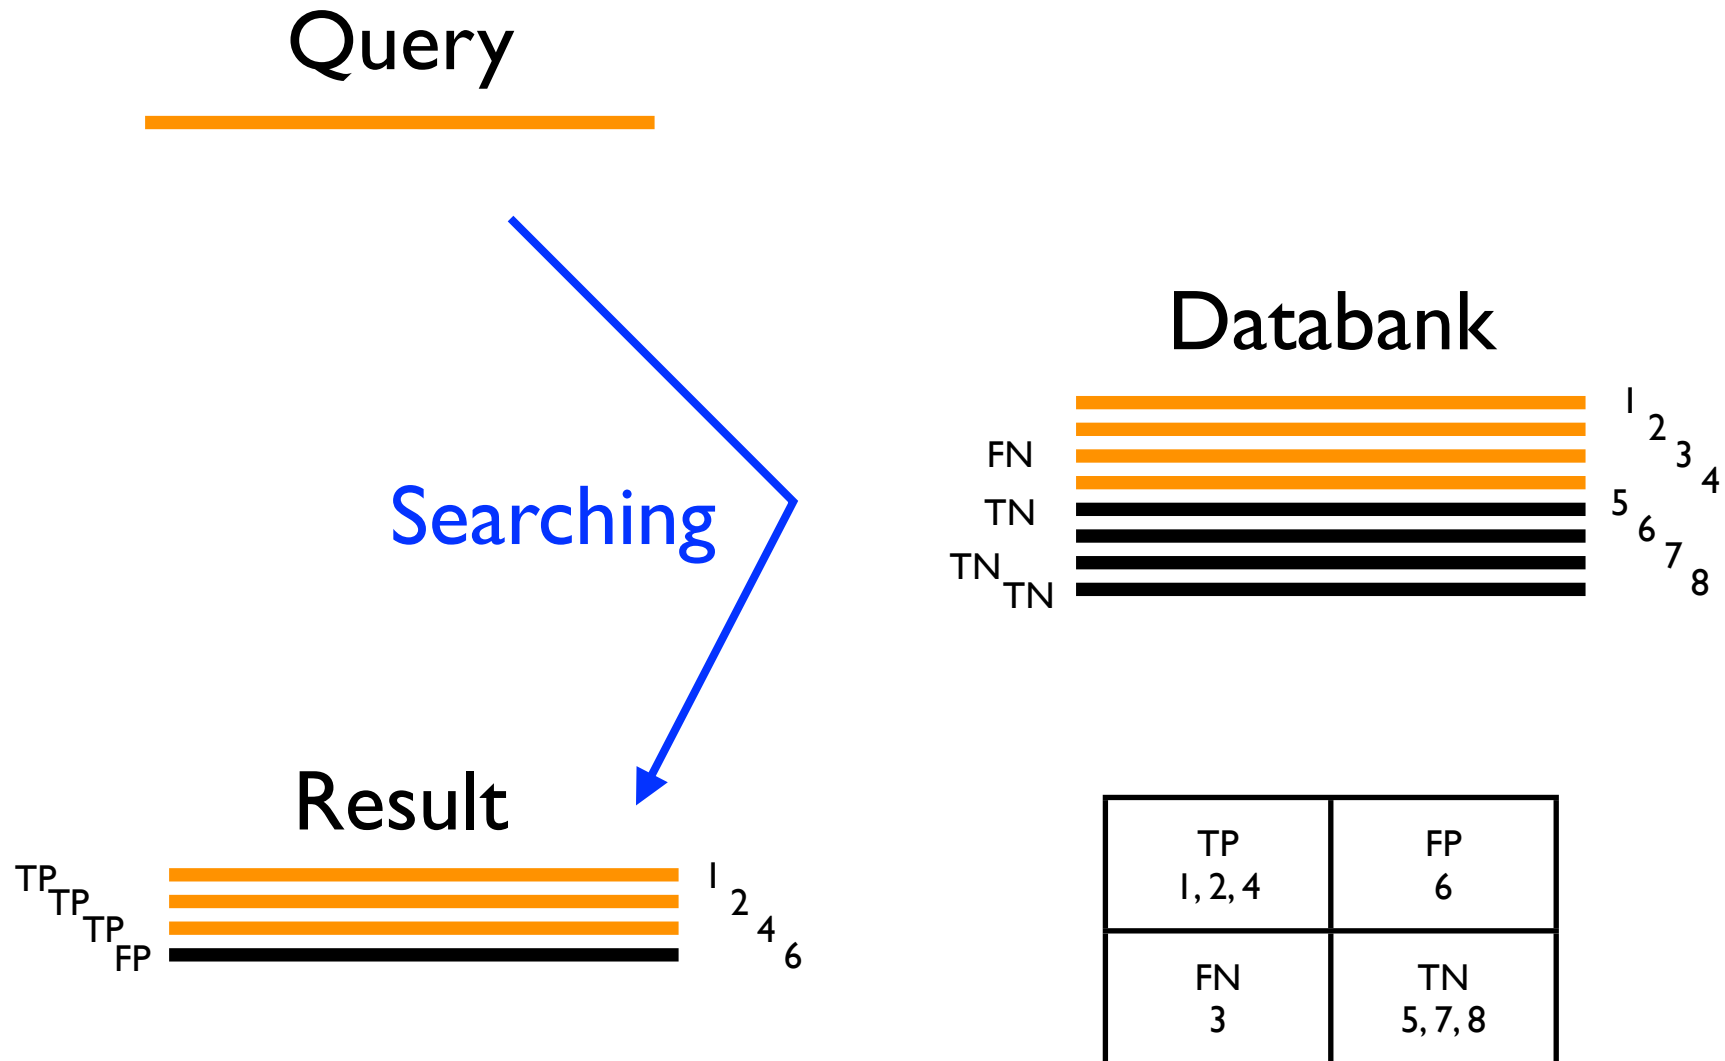 Query
Databank
1
2
FN
3
4
TN
5
6
TN
7
TN
8
Searching
Result
TP
1
TP
2
TP
4
FP
6
TP
1, 2, 4
FP
6
FN
3
TN
5, 7, 8